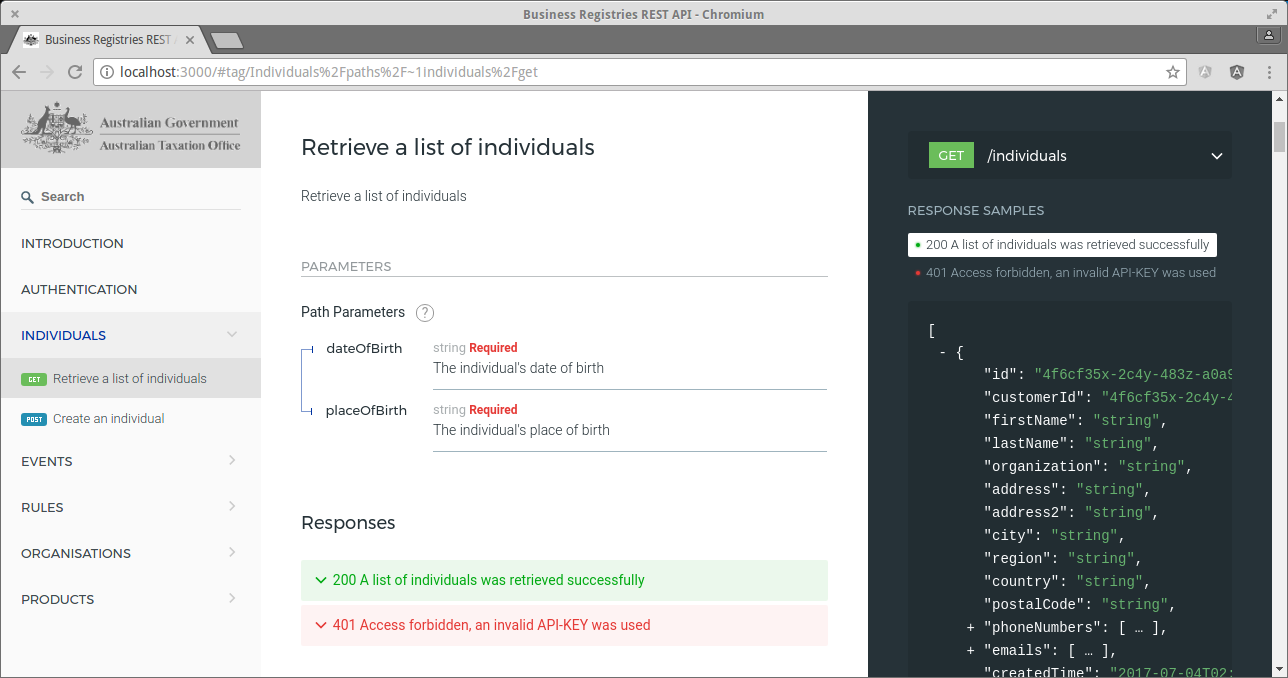 Business Registries REST API - Chromium
Business Registries REST
localhost:3000/#tag/Individuals%2Fpaths%2F~1individuals%2Fget
Australian Government
Australian Taxation Office
Search
INTRODUCTION
AUTHENTICATION
INDIVIDUALS
GET Retrieve a list of individuals
POST Create an individual
EVENTS
RULES
ORGANISATIONS
PRODUCTS
Retrieve a list of individuals
Retrieve a list of individuals
PARAMETERS
Path Parameters ?
dateOfBirth string Required
The individual's date of birth
placeOfBirth string Required
The individual's place of birth
Responses
200 A list of individuals was retrieved successfully
401 Access forbidden, an invalid API-KEY was used
GET /individuals
RESPONSE SAMPLES
200 A list of individuals was retrieved successfully
401 Access forbidden, an invalid API-KEY was used
[
- {
"id": "4f6cf35x-2c4y-483z-a0a9
"customerId": "4f6cf35x-2c4y-4
"firstName": "string",
"lastName": "string",
"organization": "string",
"address": "string",
"address2": "string",
"city": "string",
"region": "string",
"country": "string",
"postalCode": "string",
+ "phoneNumbers": [ … ],
+ "emails": [ … ],
"createdTime": "2017-07-04T02: